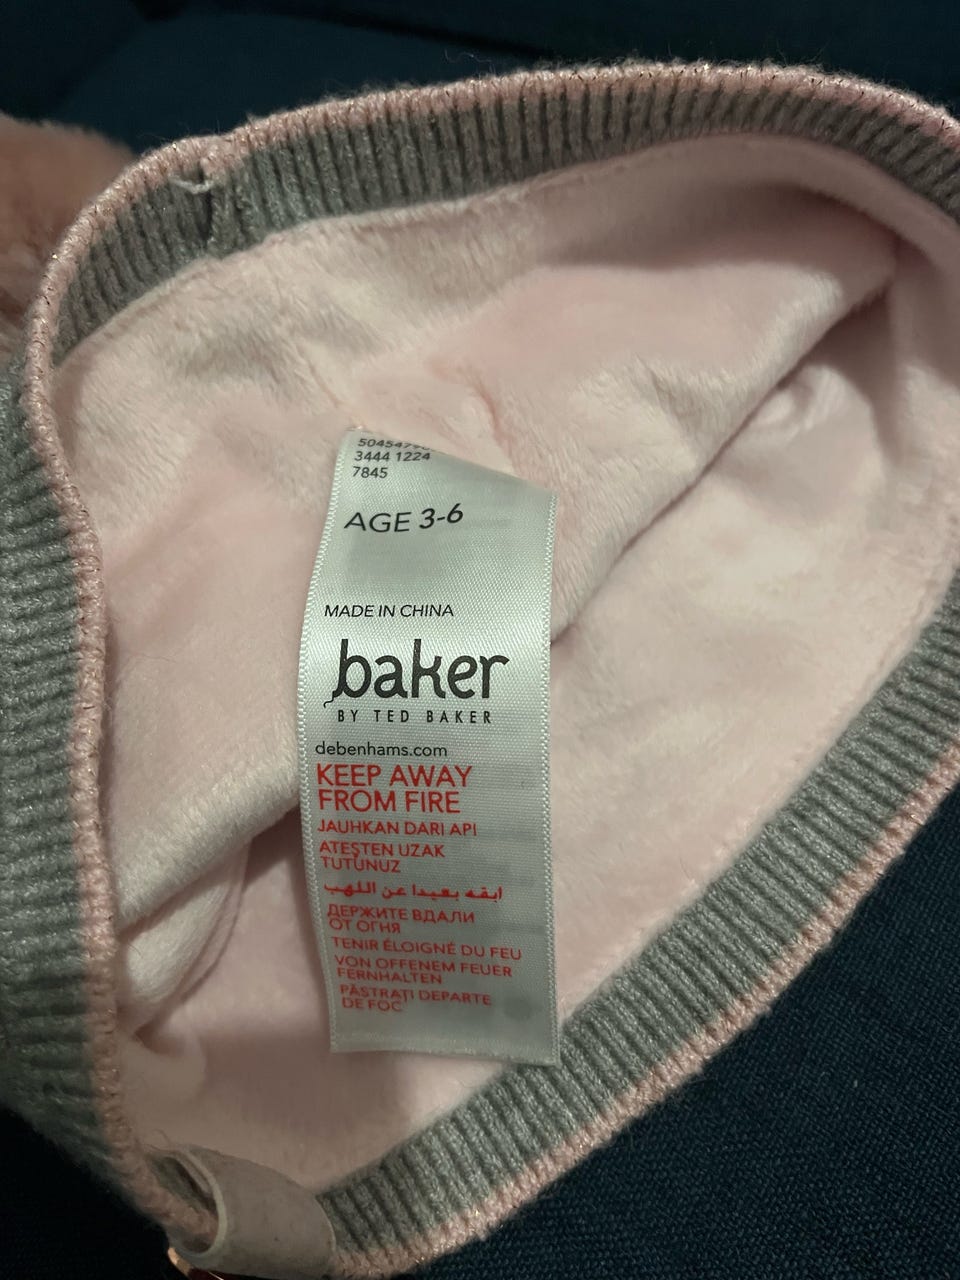 3444 1224
7845
AGE 3-6
MADE IN CHINA
baker
BY TED BAKER
debenhams.com
KEEP AWAY
FROM FIRE
JAUHKAN DARI API
ATEŞTEN UZAK
TUTUNUZ
ابقه بعيدا عن اللهب
ДЕРЖИТЕ ВДАЛИ
ОТ ОГНЯ
TENIR ÉLOIGNÉ DU FEU
VON OFFENEM FEUER
FERNHALTEN
PĂSTRAȚI DEPARTE
DE FOC